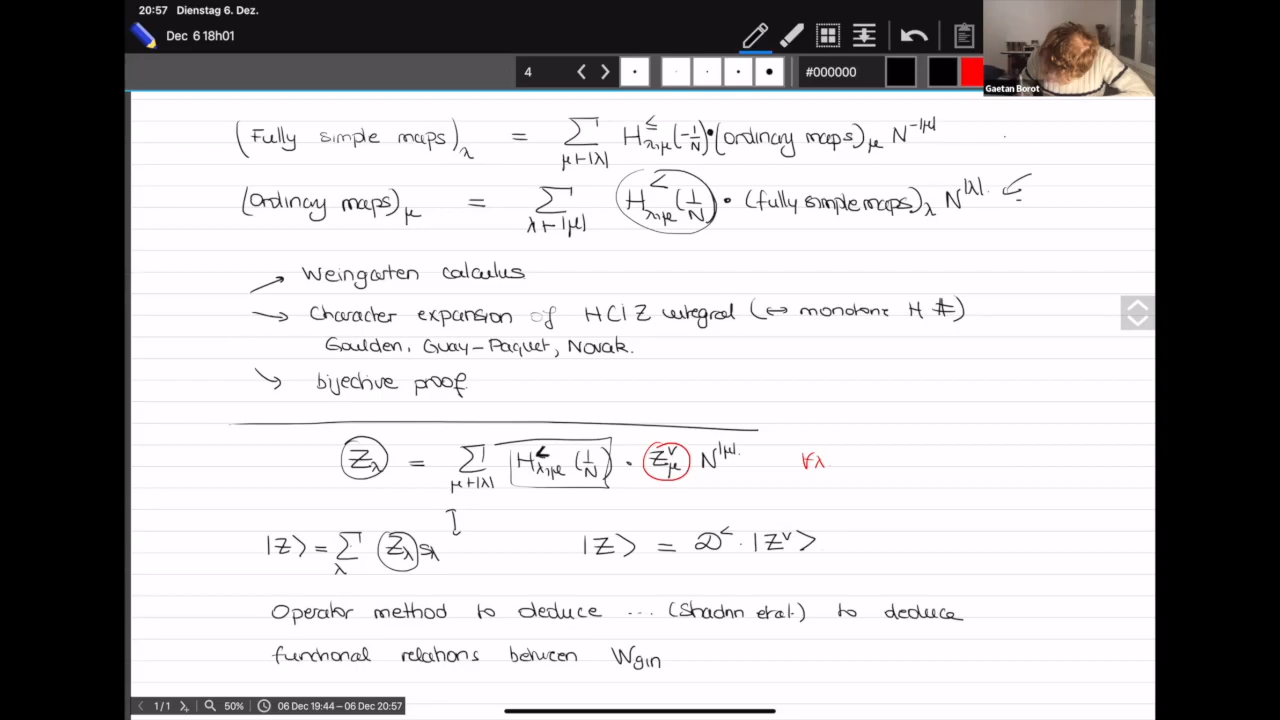 20:57 Dienstag 6. Dez.
Dec 6 18h01
4
#000000
Gaetan Borot
(Fully simple maps)_λ = Σ_{μ⊢|λ|} H^≤_{λ,μ}(-1/N) • (ordinary maps)_μ N^{-|μ|}
(Ordinary maps)_μ = Σ_{λ⊢|μ|} H^<_{λ,μ}(1/N) • (fully simple maps)_λ N^{|λ|}.
→ Weingarten calculus
→ Character expansion of HCIZ integral (↔ monotone H #)
Goulden, Guay-Paquet, Novak.
↘ bijective proof
Z_λ = Σ_{μ⊢|λ|} H^<_{λ,μ}(1/N) • Z^∨_μ N^{|μ|} ∀λ
|Z> = Σ_λ Z_λ s_λ |Z> = D^< · |Z^∨>
Operator method to deduce ... (Shadrin et al.) to deduce
functional relations between W_{g,n}
1/1 50% 06 Dec 19:44 – 06 Dec 20:57